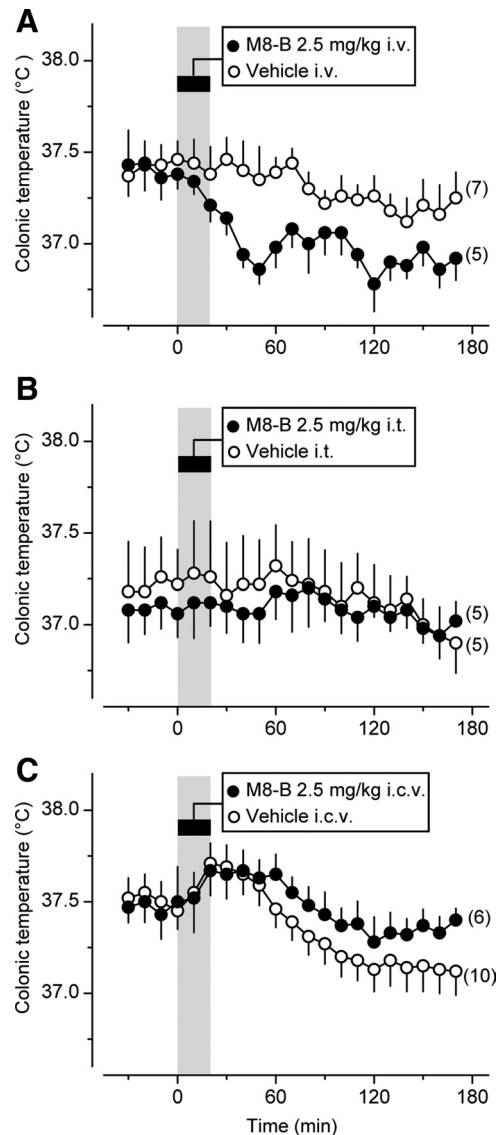 A
M8-B 2.5 mg/kg i.v.
Vehicle i.v.
Colonic temperature (°C)
38.0
37.5
37.0
(7)
(5)
0
60
120
180
B
M8-B 2.5 mg/kg i.t.
Vehicle i.t.
Colonic temperature (°C)
38.0
37.5
37.0
(5)
(5)
0
60
120
180
C
M8-B 2.5 mg/kg i.c.v.
Vehicle i.c.v.
Colonic temperature (°C)
38.0
37.5
37.0
(6)
(10)
0
60
120
180
Time (min)